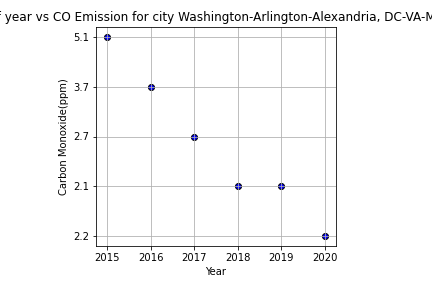 year vs CO Emission for city Washington-Arlington-Alexandria, DC-VA-M
Carbon Monoxide(ppm)
5.1
3.7
2.7
2.1
2.2
2015 2016 2017 2018 2019 2020
Year